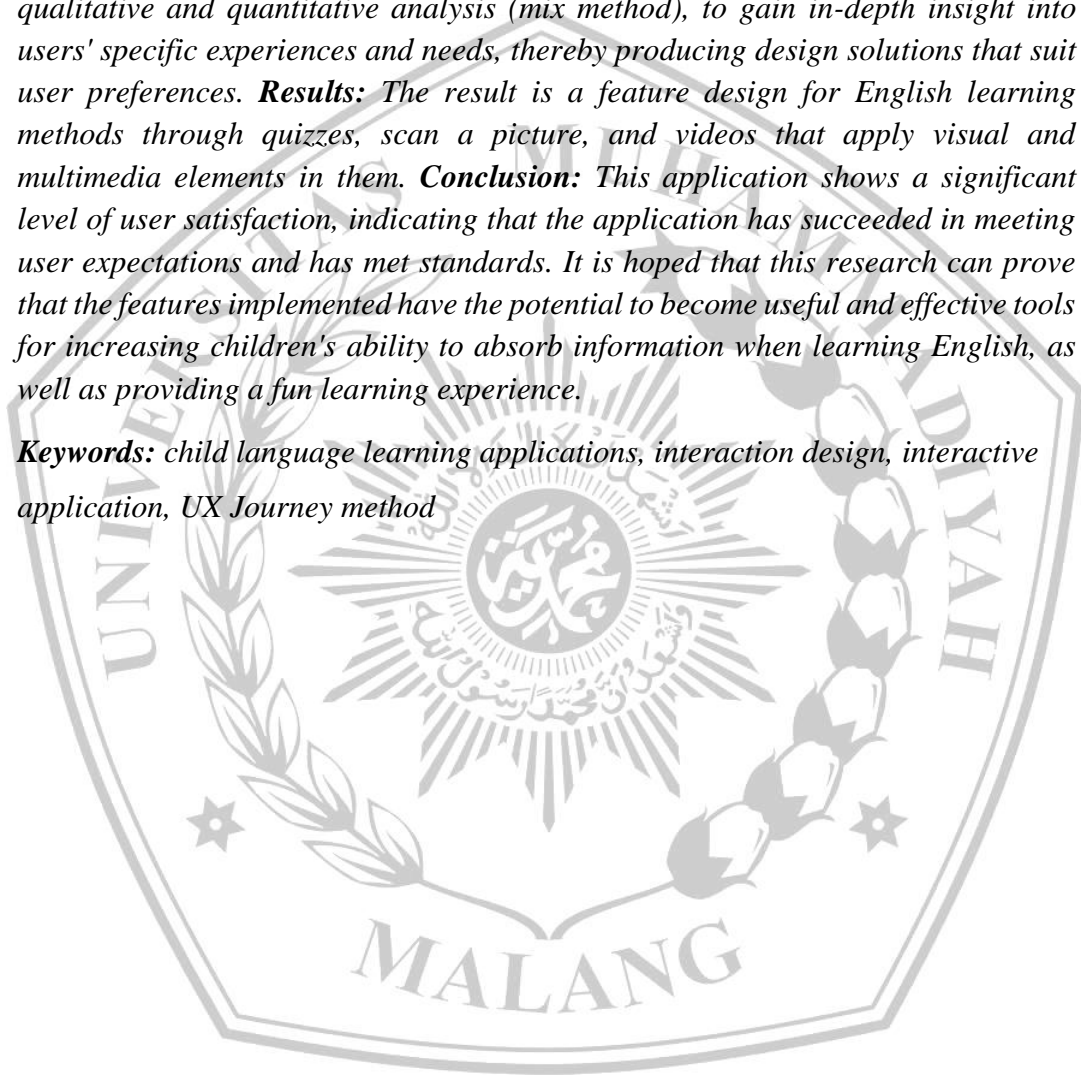 qualitative and quantitative analysis (mix method), to gain in-depth insight into
users' specific experiences and needs, thereby producing design solutions that suit
user preferences. Results: The result is a feature design for English learning
methods through quizzes, scan a picture, and videos that apply visual and
multimedia elements in them. Conclusion: This application shows a significant
level of user satisfaction, indicating that the application has succeeded in meeting
user expectations and has met standards. It is hoped that this research can prove
that the features implemented have the potential to become useful and effective tools
for increasing children's ability to absorb information when learning English, as
well as providing a fun learning experience.
Keywords: child language learning applications, interaction design, interactive
application, UX Journey method
UNIVERSITAS MUHAMMADIYAH
MALANG